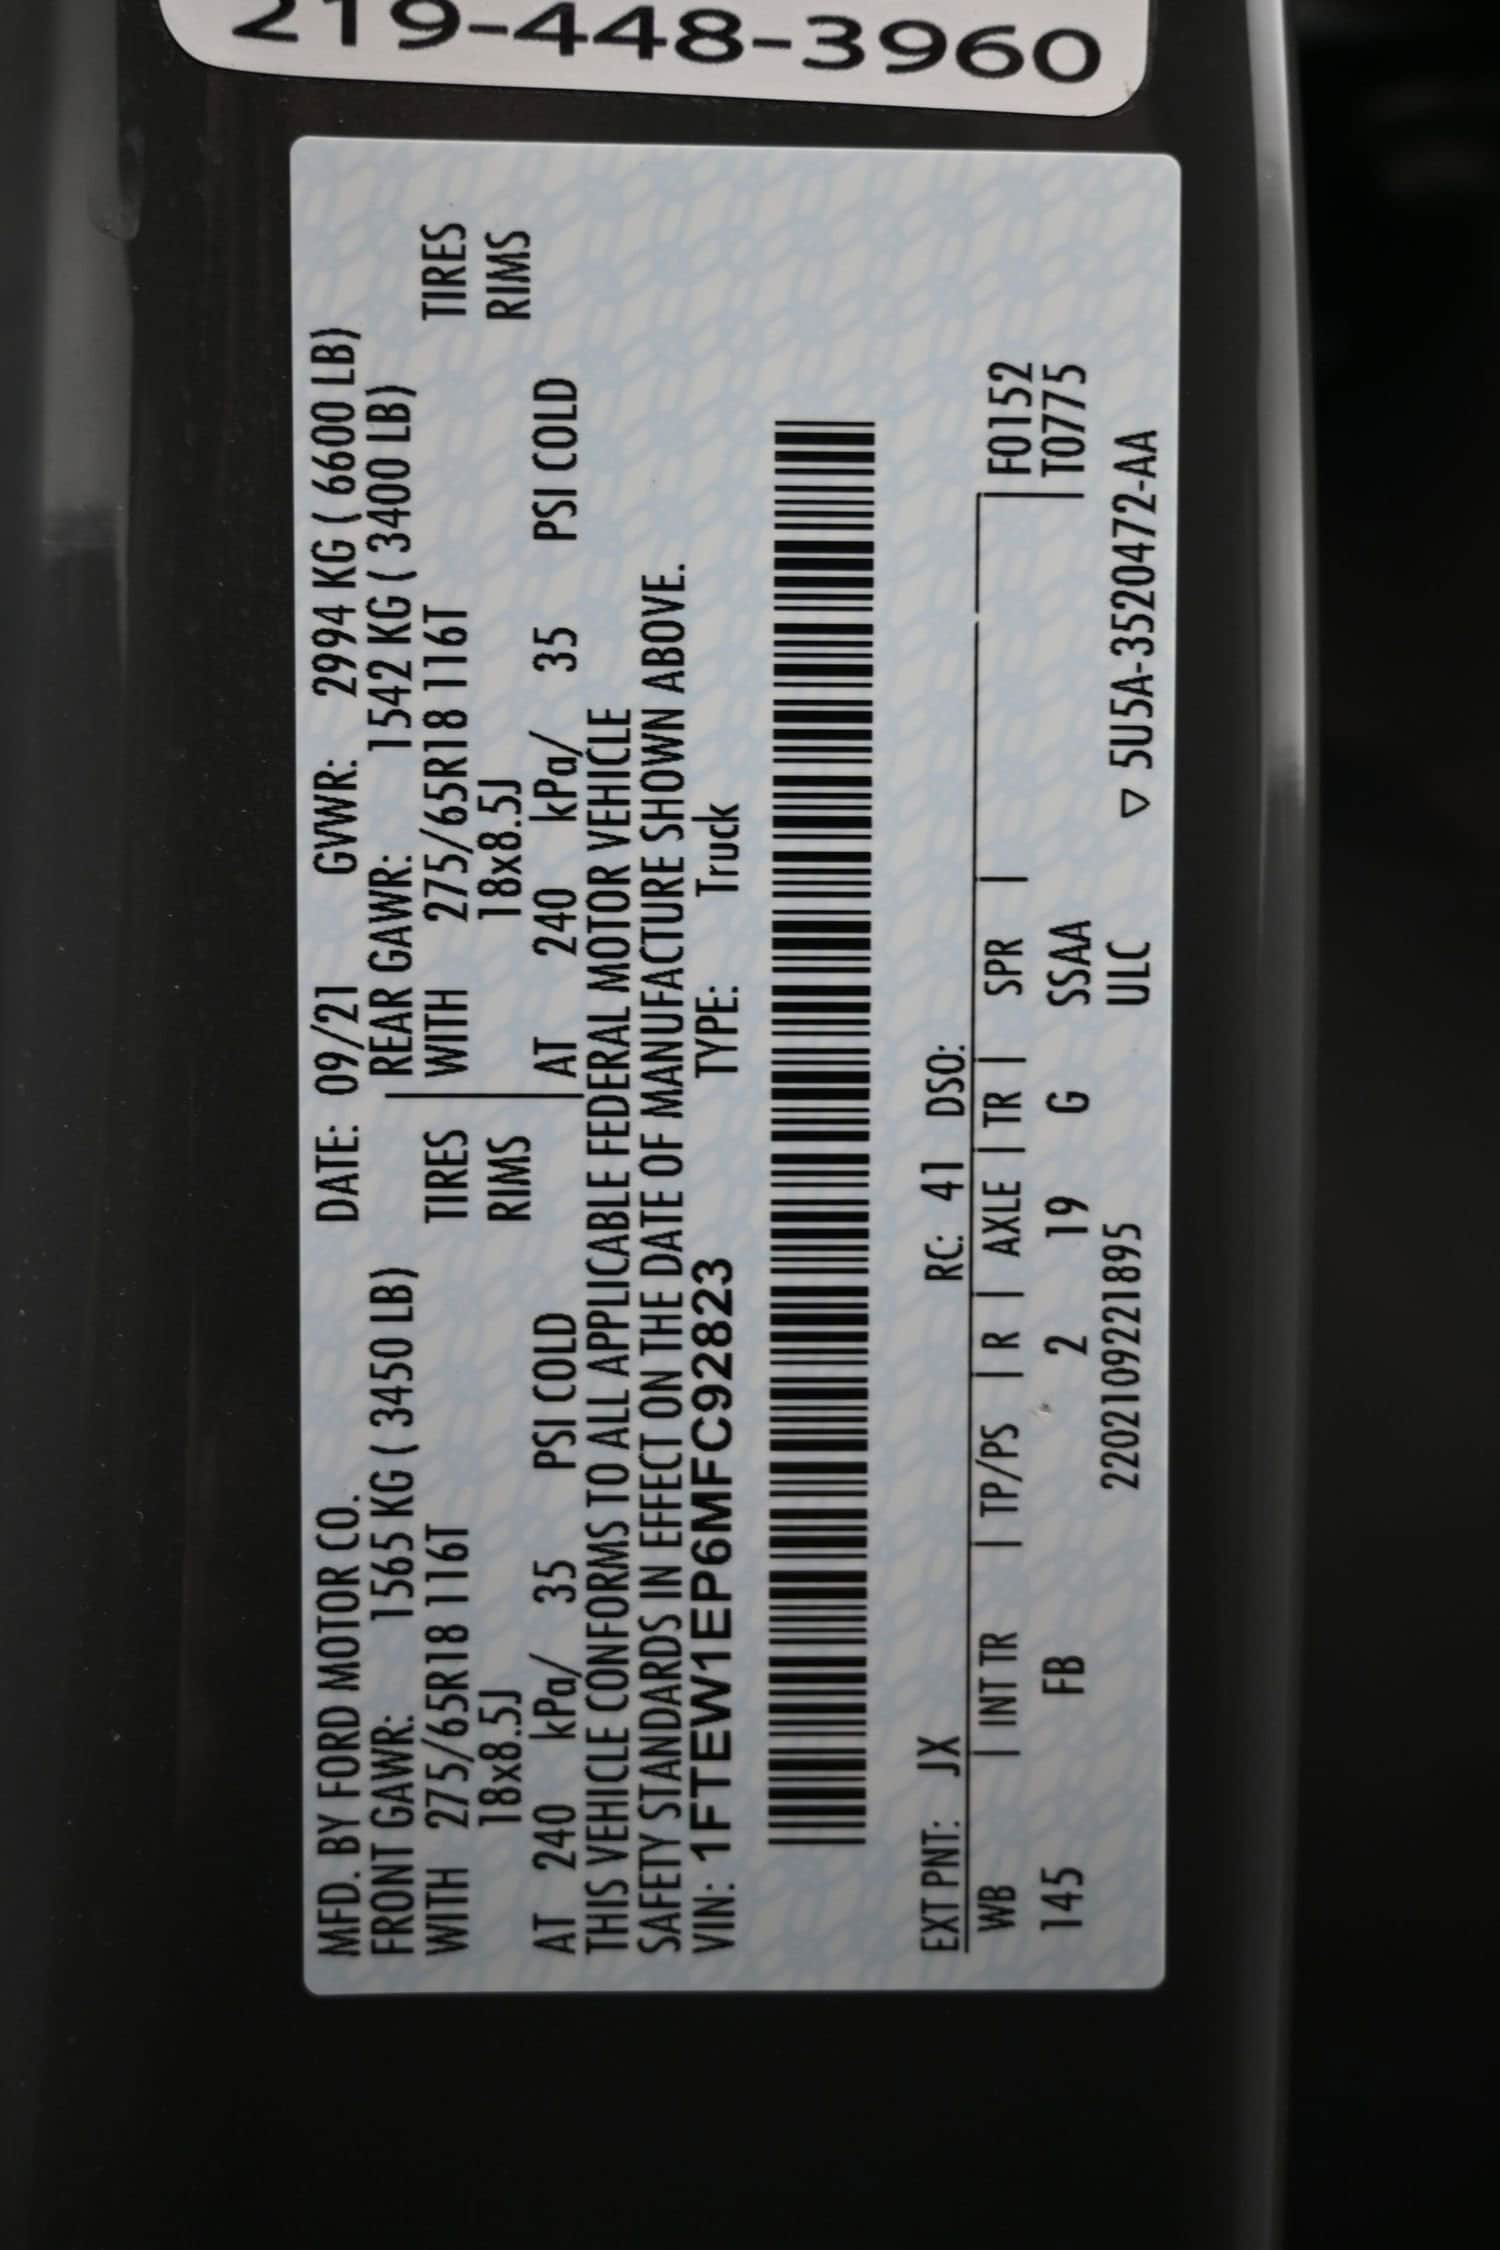 219-448-3960
MFD. BY FORD MOTOR CO. DATE: 09/21 GVWR: 2994 KG ( 6600 LB)
FRONT GAWR: 1565 KG ( 3450 LB) REAR GAWR: 1542 KG ( 3400 LB)
WITH 275/65R18 116T TIRES WITH 275/65R18 116T TIRES
18x8.5J RIMS 18x8.5J RIMS
AT 240 kPa/ 35 PSI COLD AT 240 kPa/ 35 PSI COLD
THIS VEHICLE CONFORMS TO ALL APPLICABLE FEDERAL MOTOR VEHICLE
SAFETY STANDARDS IN EFFECT ON THE DATE OF MANUFACTURE SHOWN ABOVE.
VIN: 1FTEW1EP6MFC92823 TYPE: Truck
EXT PNT: JX RC: 41 DSO:
WB | INT TR | TP/PS | R | AXLE | TR | SPR | F0152
145 FB 2 19 G SSAA T0775
2202109221895 ULC ▽ 5U5A-3520472-AA